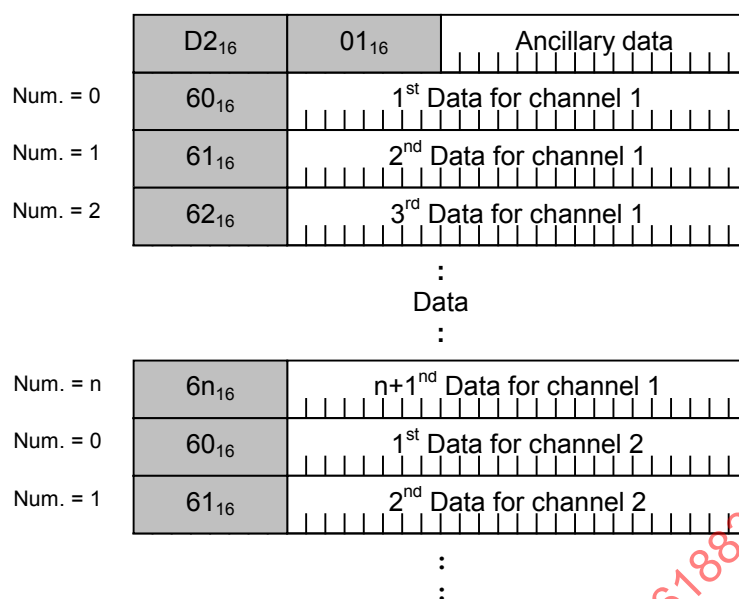 D2₁₆ 01₁₆ Ancillary data
Num. = 0 60₁₆ 1ˢᵗ Data for channel 1
Num. = 1 61₁₆ 2ⁿᵈ Data for channel 1
Num. = 2 62₁₆ 3ʳᵈ Data for channel 1
:
Data
:
Num. = n 6n₁₆ n+1ⁿᵈ Data for channel 1
Num. = 0 60₁₆ 1ˢᵗ Data for channel 2
Num. = 1 61₁₆ 2ⁿᵈ Data for channel 2
:
: